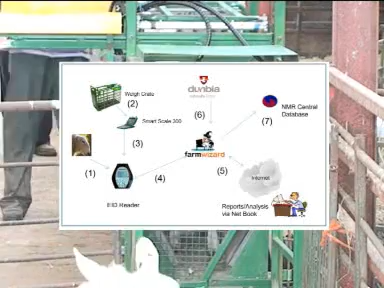 Weigh Crate
(2)
Smart Scale 300
(3)
(1)
EID Reader
(4)
dunbia
(6)
farmwizard
(5)
(7)
NMR Central
Database
Internet
Reports/Analysis
via Net Book